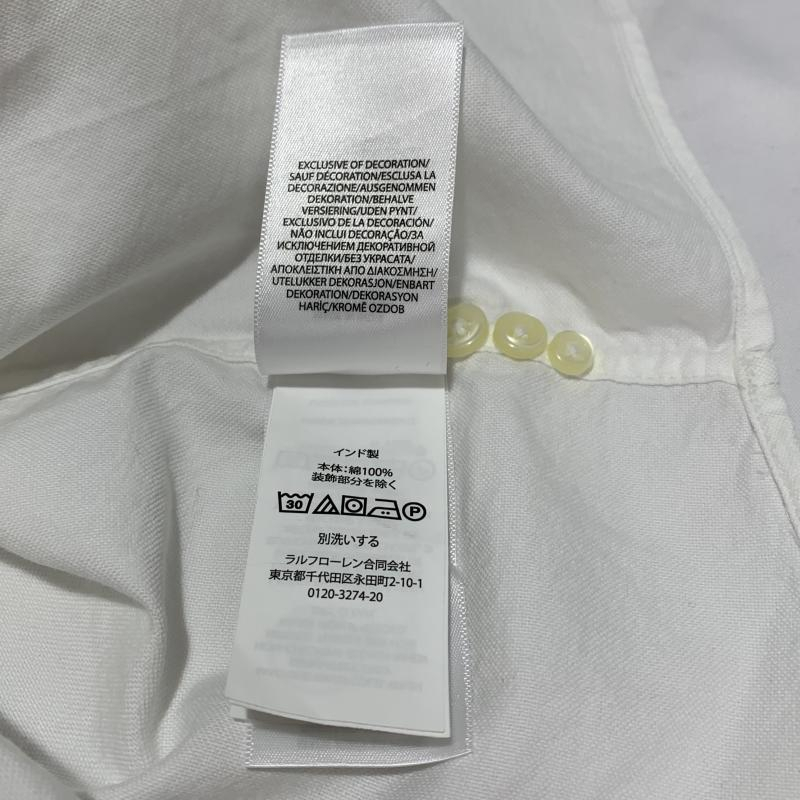 EXCLUSIVE OF DECORATION/
SAUF DÉCORATION/ESCLUSA LA
DECORAZIONE/AUSGENOMMEN
DEKORATION/BEHALVE
VERSIERING/UDEN PYNT/
EXCLUSIVO DE LA DECORACIÓN/
NÃO INCLUI DECORAÇÃO/ЗА
ИСКЛЮЧЕНИЕМ ДЕКОРАТИВНОЙ
ОТДЕЛКИ/БЕЗ УКРАСАТА/
ΑΠΟΚΛΕΙΣΤΙΚΗ ΑΠΟ ΔΙΑΚΟΣΜΗΣΗ/
UTELUKKER DEKORASJON/ENBART
DEKORATION/DEKORASYON
HARİÇ/KROMĚ OZDOB
インド製
本体:綿100%
装飾部分を除く
30 P
別洗いする
ラルフローレン合同会社
東京都千代田区永田町2-10-1
0120-3274-20